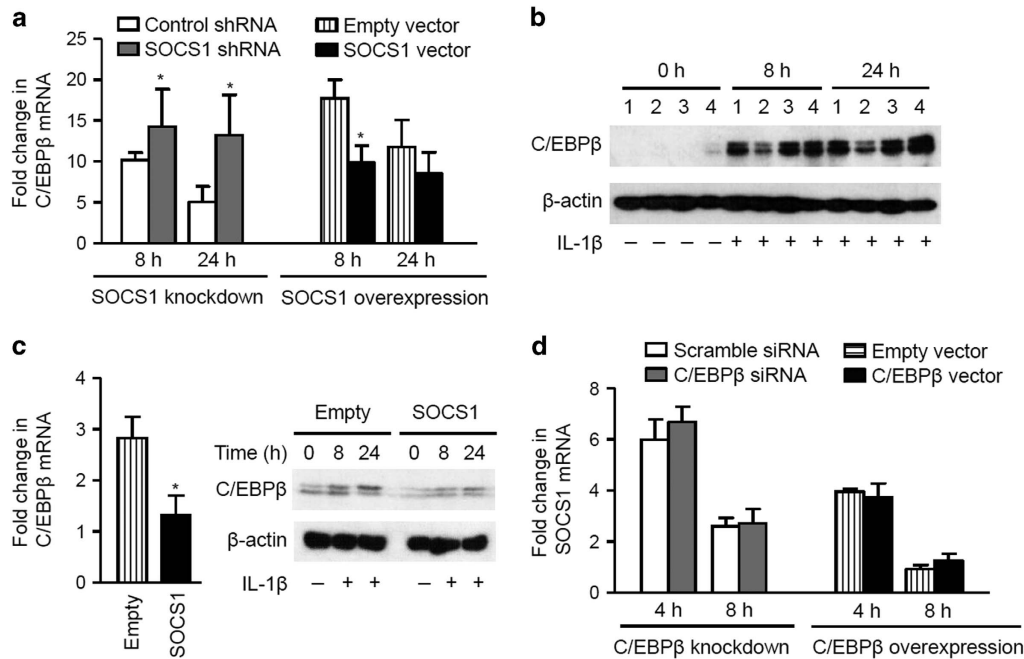 a
Control shRNA
SOCS1 shRNA
Empty vector
SOCS1 vector
Fold change in
C/EBPβ mRNA
25
20
15
10
5
0
* * *
8 h 24 h 8 h 24 h
SOCS1 knockdown SOCS1 overexpression
b
0 h 8 h 24 h
1 2 3 4 1 2 3 4 1 2 3 4
C/EBPβ
β-actin
IL-1β – – – – + + + + + + + +
c
Fold change in
C/EBPβ mRNA
4
3
2
1
0
*
Empty
SOCS1
Empty SOCS1
Time (h) 0 8 24 0 8 24
C/EBPβ
β-actin
IL-1β – + + – + +
d
Scramble siRNA
C/EBPβ siRNA
Empty vector
C/EBPβ vector
Fold change in
SOCS1 mRNA
8
6
4
2
0
4 h 8 h 4 h 8 h
C/EBPβ knockdown C/EBPβ overexpression